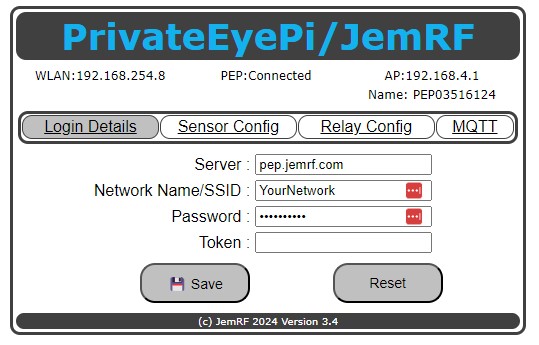 PrivateEyePi/JemRF
WLAN:192.168.254.8 PEP:Connected AP:192.168.4.1
Name: PEP03516124
Login Details Sensor Config Relay Config MQTT
Server : pep.jemrf.com
Network Name/SSID : YourNetwork
Password : ••••••••••
Token :
Save Reset
(c) JemRF 2024 Version 3.4